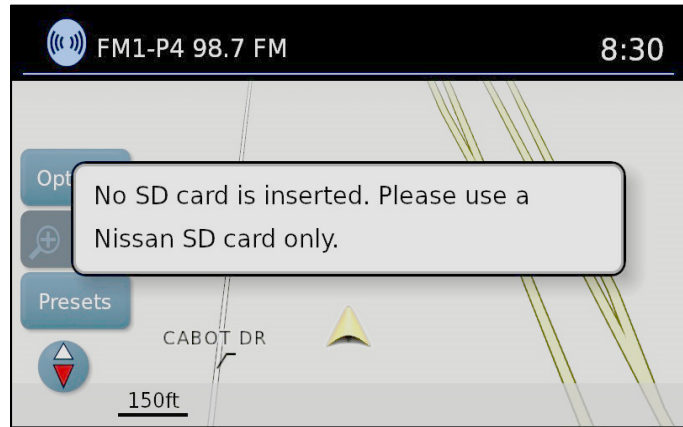 FM1-P4 98.7 FM
8:30
Opt
No SD card is inserted. Please use a
Nissan SD card only.
Presets
CABOT DR
150ft